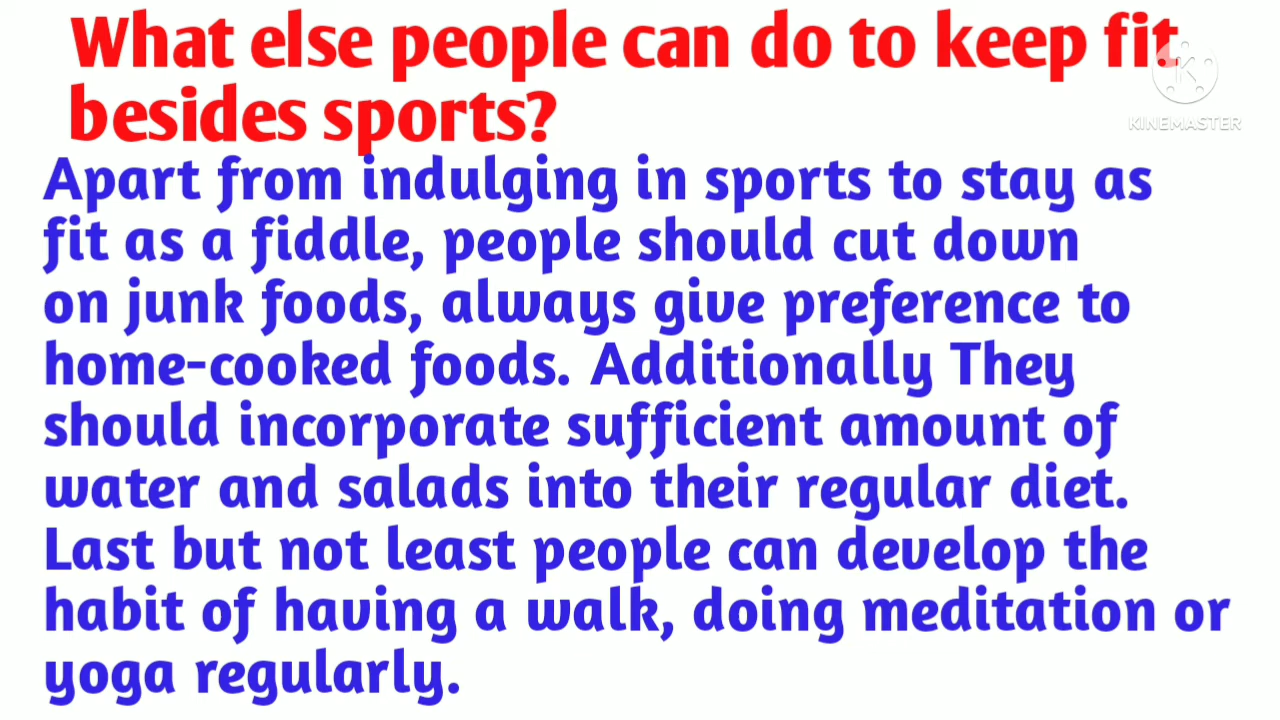 What else people can do to keep fit
besides sports?
KINEMASTER
Apart from indulging in sports to stay as
fit as a fiddle, people should cut down
on junk foods, always give preference to
home-cooked foods. Additionally They
should incorporate sufficient amount of
water and salads into their regular diet.
Last but not least people can develop the
habit of having a walk, doing meditation or
yoga regularly.